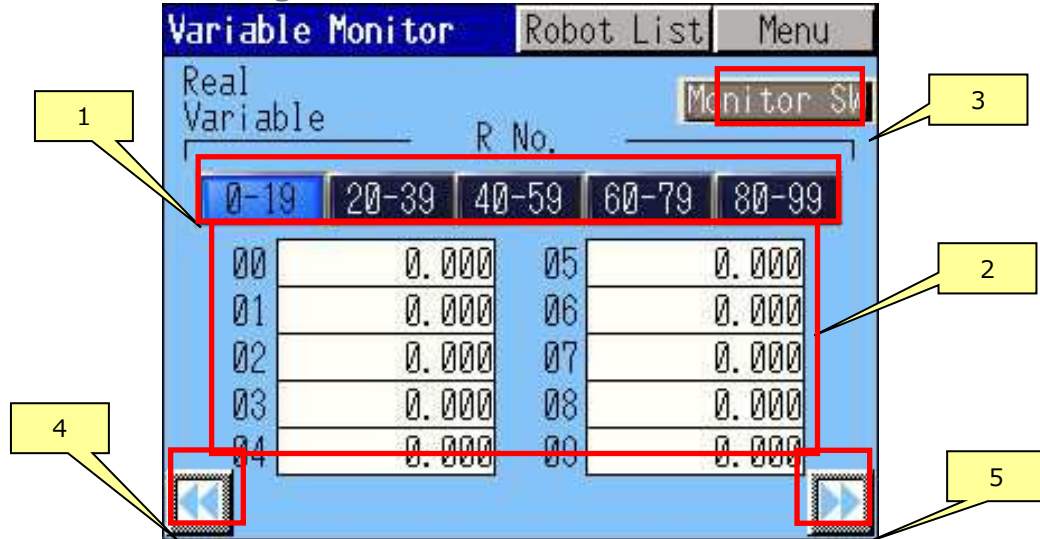 Variable Monitor Robot List Menu
Real Monitor SW
Variable
R No.
0-19 20-39 40-59 60-79 80-99
00 0.000 05 0.000
01 0.000 06 0.000
02 0.000 07 0.000
03 0.000 08 0.000
04 0.000 09 0.000
1
2
3
4
5